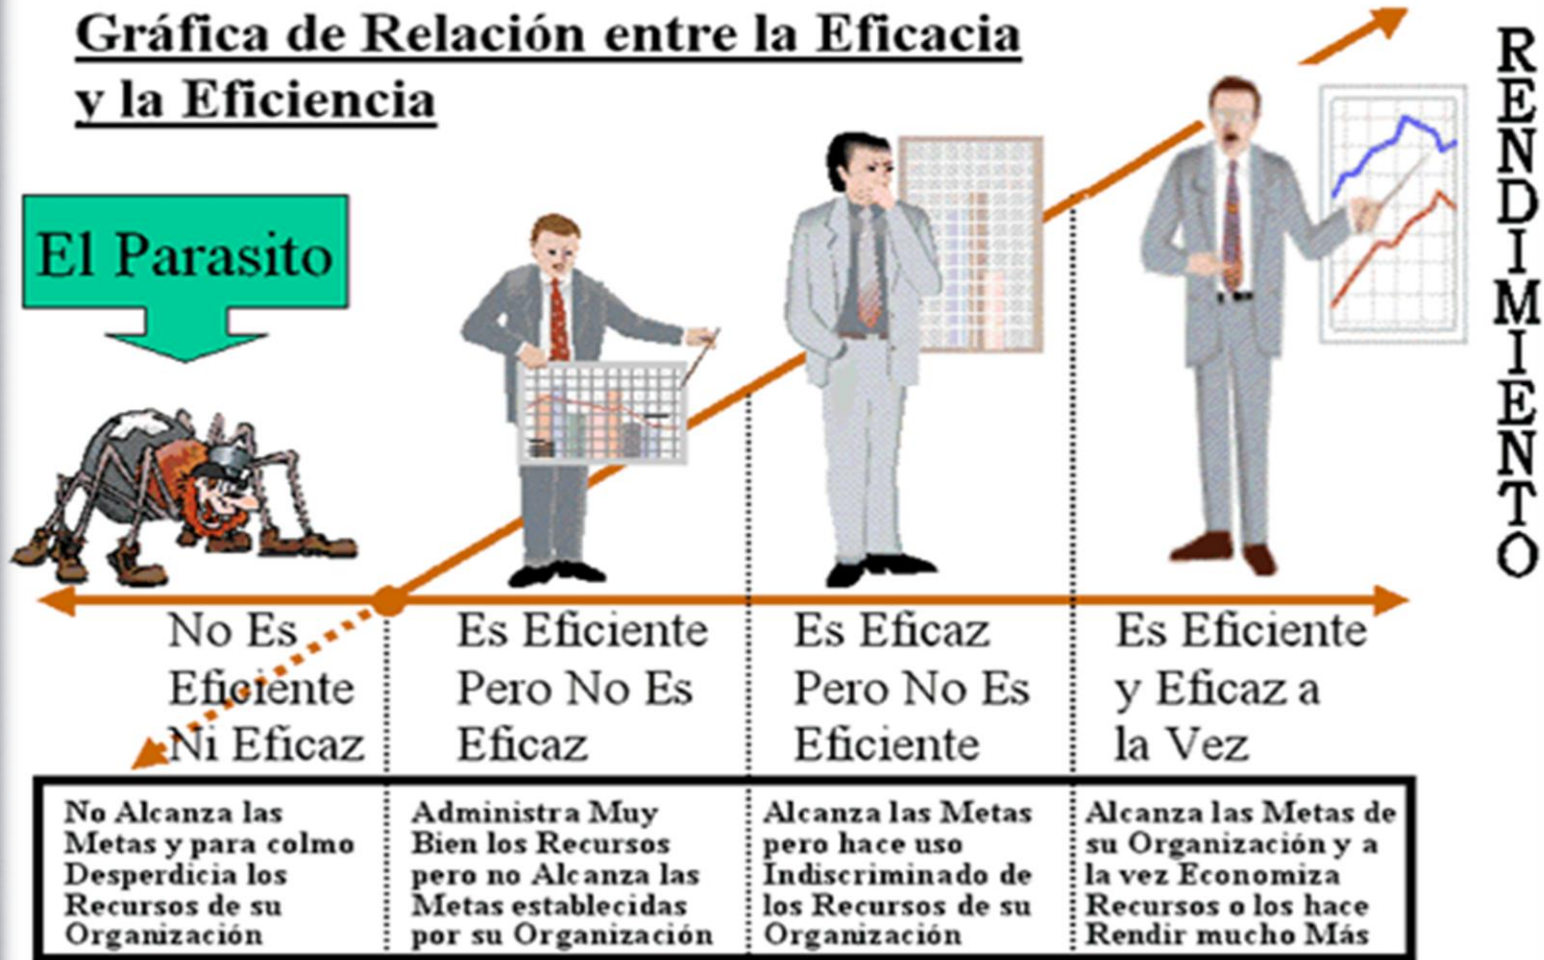 Gráfica de Relación entre la Eficacia
y la Eficiencia
El Parasito
RENDIMIENTO
No Es
Eficiente
Ni Eficaz
Es Eficiente
Pero No Es
Eficaz
Es Eficaz
Pero No Es
Eficiente
Es Eficiente
y Eficaz a
la Vez
No Alcanza las
Metas y para colmo
Desperdicia los
Recursos de su
Organización
Administra Muy
Bien los Recursos
pero no Alcanza las
Metas establecidas
por su Organización
Alcanza las Metas
pero hace uso
Indiscriminado de
los Recursos de su
Organización
Alcanza las Metas de
su Organización y a
la vez Economiza
Recursos o los hace
Rendir mucho Más